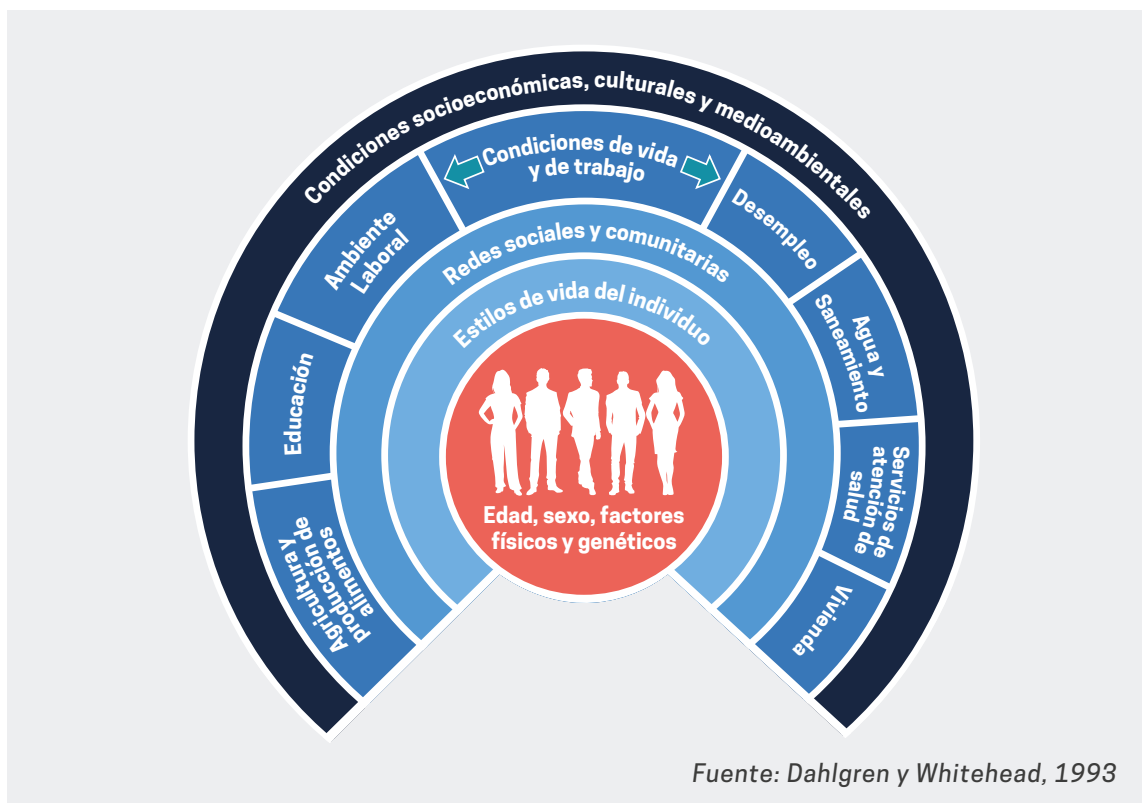 Condiciones socioeconómicas, culturales y medioambientales
Condiciones de vida
y de trabajo
Ambiente
Laboral
Educación
Agricultura y
producción de
alimentos
Desempleo
Agua y
Saneamiento
Servicios de
atención de
salud
Vivienda
Redes sociales y comunitarias
Estilos de vida del individuo
Edad, sexo, factores
físicos y genéticos
Fuente: Dahlgren y Whitehead, 1993